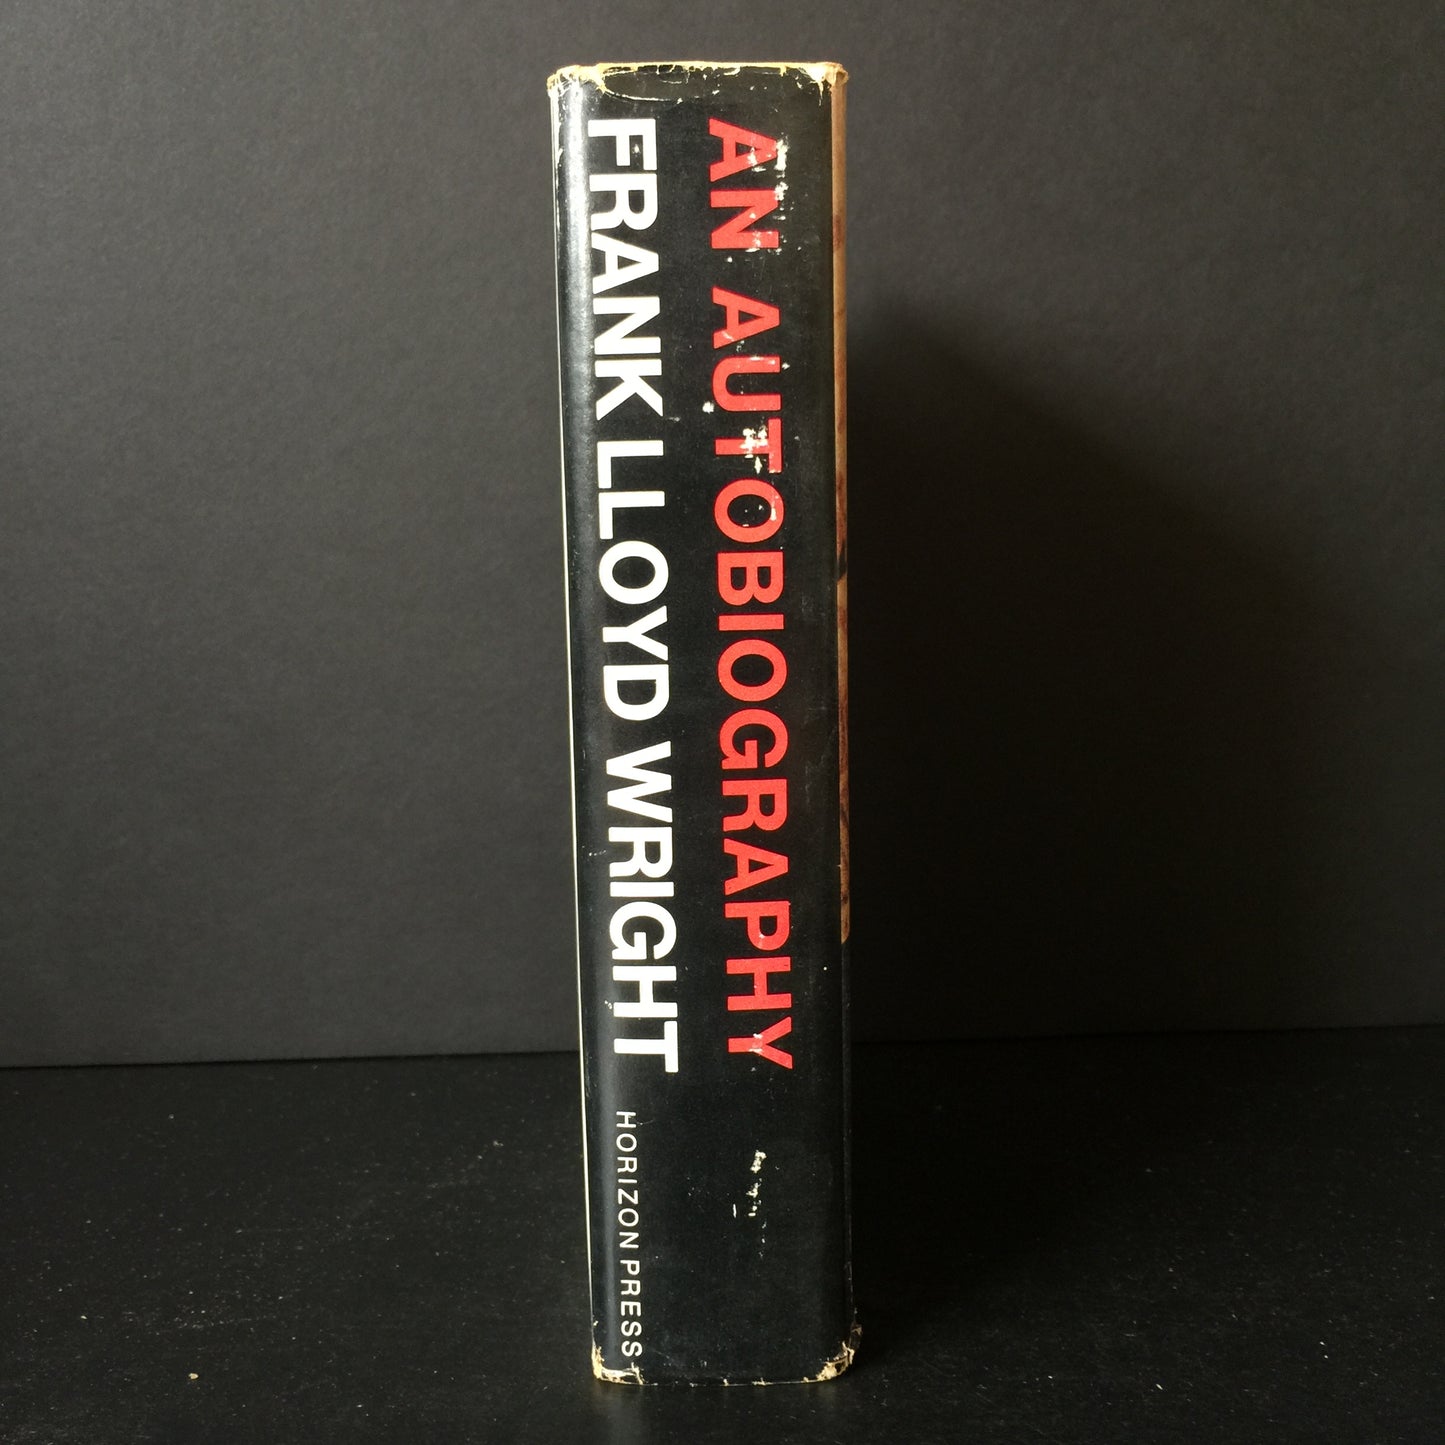 AN AUTOBIOGRAPHY
FRANK LLOYD WRIGHT
HORIZON PRESS